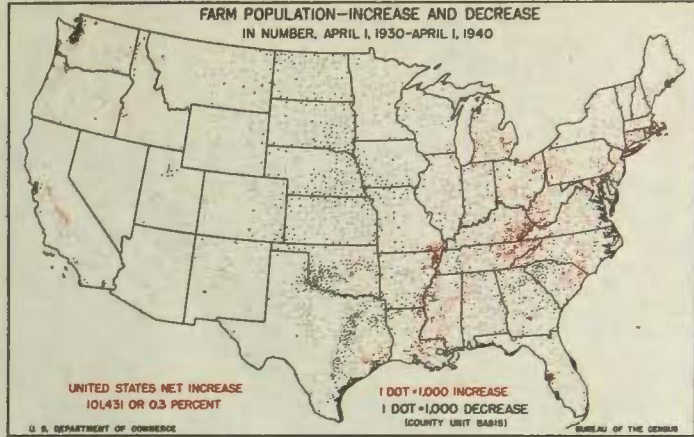 FARM POPULATION—INCREASE AND DECREASE
IN NUMBER, APRIL 1, 1930-APRIL 1, 1940
UNITED STATES NET INCREASE
101,431 OR 0.3 PERCENT
1 DOT=1,000 INCREASE
1 DOT=1,000 DECREASE
(COUNTY UNIT BASIS)
U. S. DEPARTMENT OF COMMERCE
BUREAU OF THE CENSUS